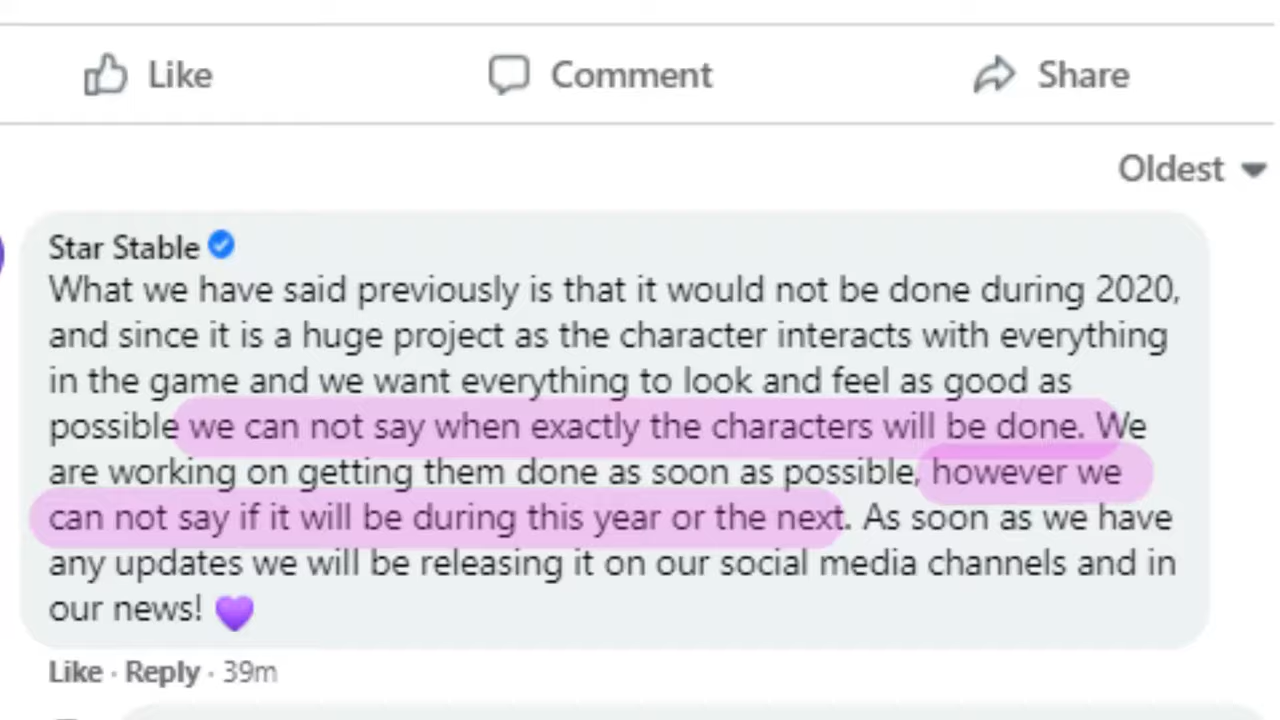 Like Comment Share
Oldest
Star Stable
What we have said previously is that it would not be done during 2020,
and since it is a huge project as the character interacts with everything
in the game and we want everything to look and feel as good as
possible we can not say when exactly the characters will be done. We
are working on getting them done as soon as possible, however we
can not say if it will be during this year or the next. As soon as we have
any updates we will be releasing it on our social media channels and in
our news! 💜
Like · Reply · 39m